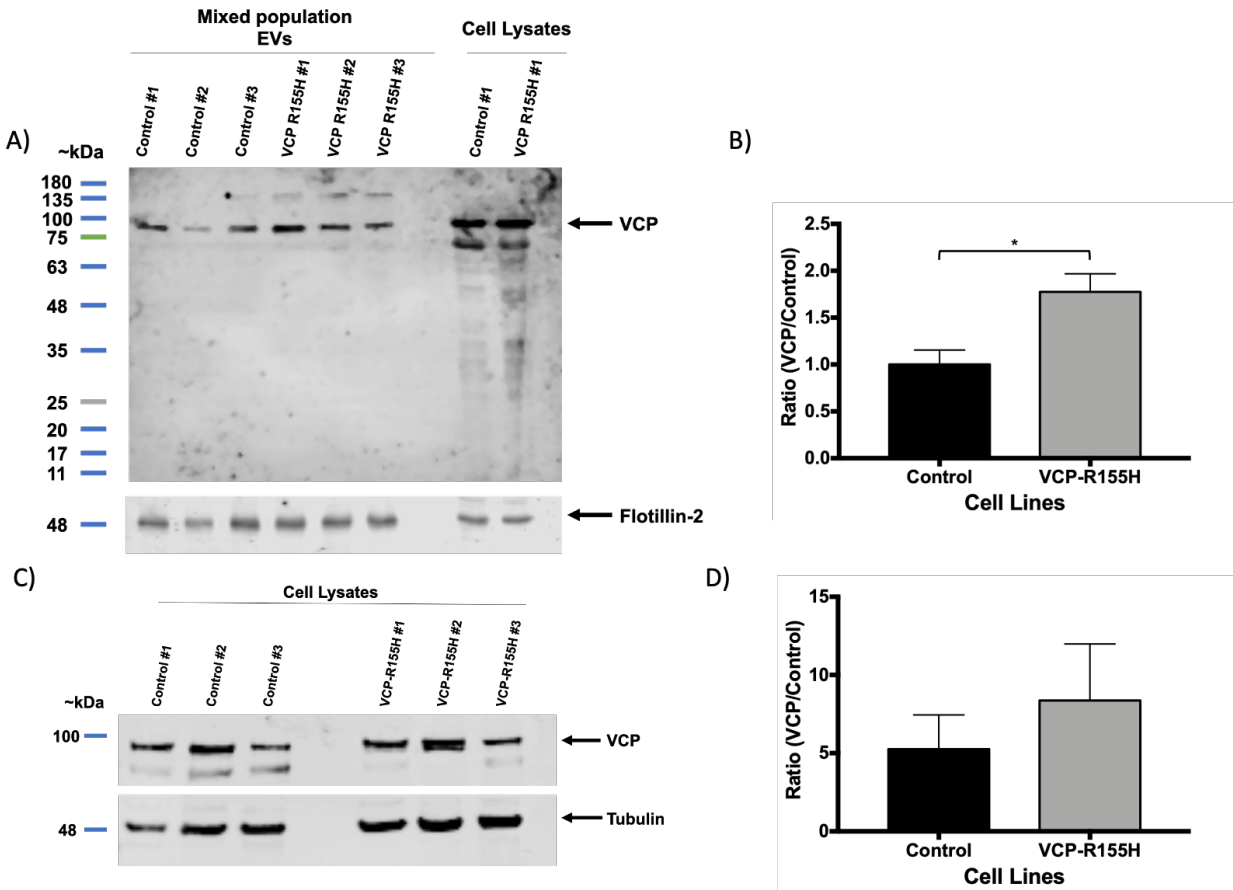 Mixed population
EVs
Cell Lysates
Control #1
Control #2
Control #3
VCP R155H #1
VCP R155H #2
VCP R155H #3
Control #1
VCP R155H #1
A)
~kDa
180
135
100
75
63
48
35
25
20
17
11
VCP
48
Flotillin-2
B)
2.5
2.0
1.5
1.0
0.5
0.0
Ratio (VCP/Control)
*
Control
VCP-R155H
Cell Lines
C)
Cell Lysates
Control #1
Control #2
Control #3
VCP-R155H #1
VCP-R155H #2
VCP-R155H #3
~kDa
100
VCP
48
Tubulin
D)
15
10
5
0
Ratio (VCP/Control)
Control
VCP-R155H
Cell Lines